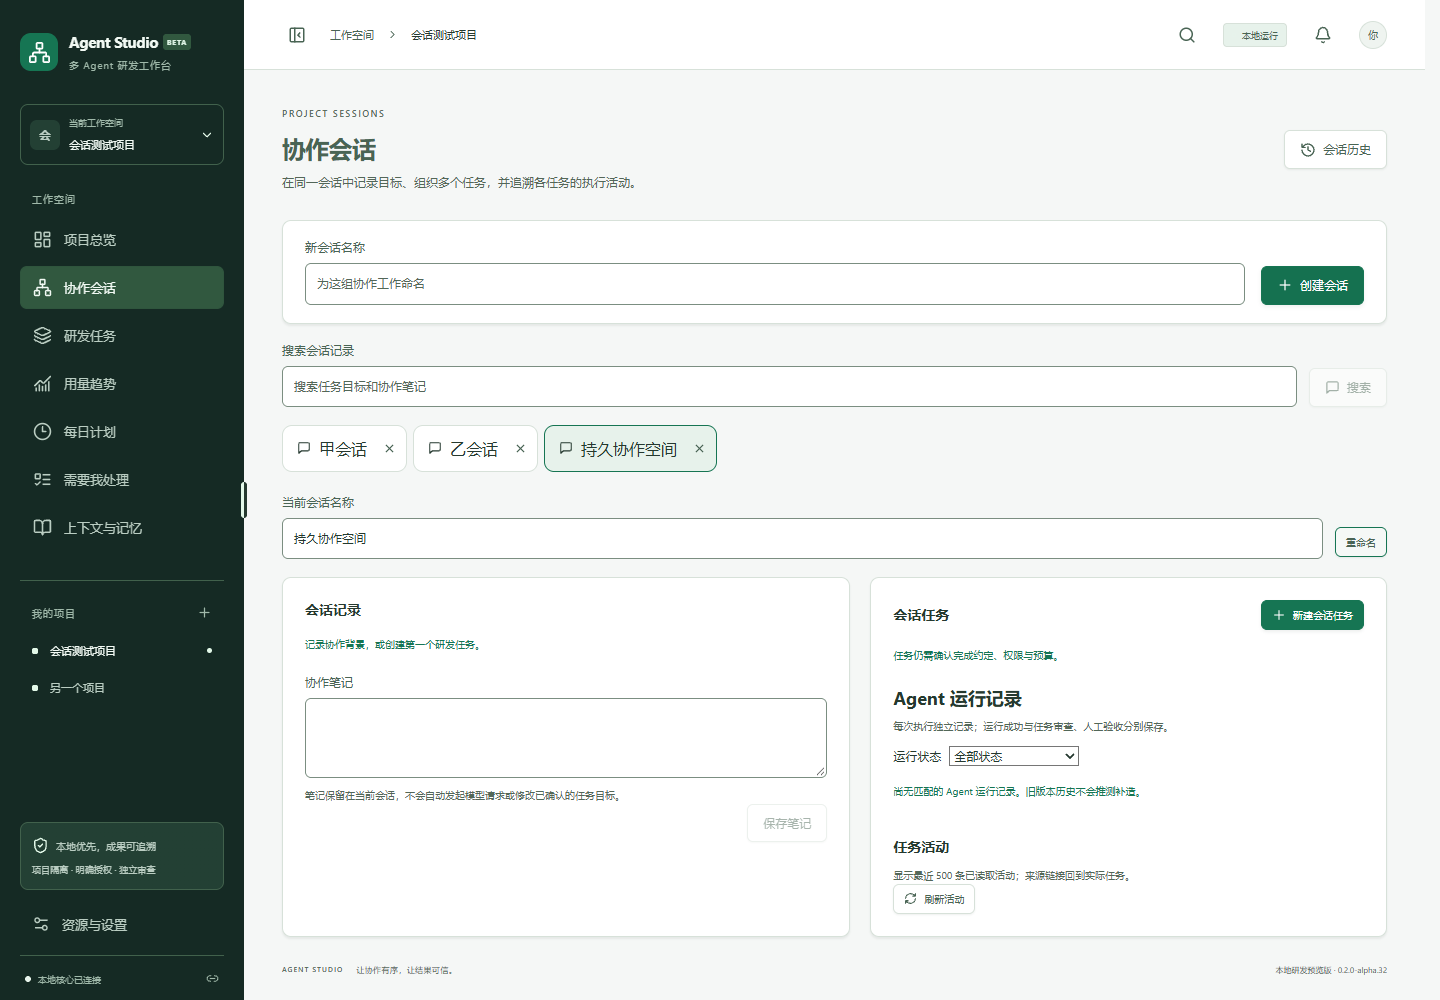 Agent Studio BETA
多 Agent 研发工作台
会
当前工作空间
会话测试项目
工作空间
项目总览
协作会话
研发任务
用量趋势
每日计划
需要我处理
上下文与记忆
我的项目
会话测试项目
另一个项目
本地优先，成果可追溯
项目隔离 · 明确授权 · 独立审查
资源与设置
本地核心已连接
工作空间 会话测试项目
本地运行
你
PROJECT SESSIONS
协作会话
会话历史
在同一会话中记录目标、组织多个任务，并追溯各任务的执行活动。
新会话名称
为这组协作工作命名
创建会话
搜索会话记录
搜索任务目标和协作笔记
搜索
甲会话
乙会话
持久协作空间
当前会话名称
持久协作空间
重命名
会话记录
记录协作背景，或创建第一个研发任务。
协作笔记
笔记保留在当前会话，不会自动发起模型请求或修改已确认的任务目标。
保存笔记
会话任务
新建会话任务
任务仍需确认完成约定、权限与预算。
Agent 运行记录
每次执行独立记录；运行成功与任务审查、人工验收分别保存。
运行状态 全部状态
尚无匹配的 Agent 运行记录。旧版本历史不会推测补造。
任务活动
显示最近 500 条已读取活动；来源链接回到实际任务。
刷新活动
AGENT STUDIO 让协作有序，让结果可信。
本地研发预览版 · 0.2.0-alpha.32